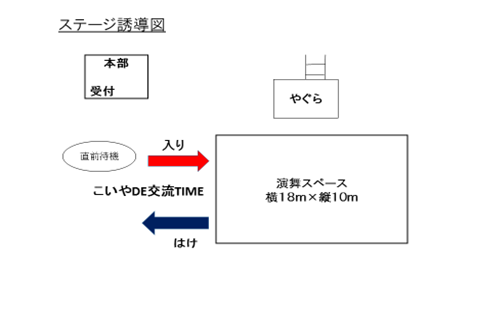 ステージ誘導図
本部
受付
やぐら
直前待機
入り
こいやDE交流TIME
はけ
演舞スペース
横18m×縦10m